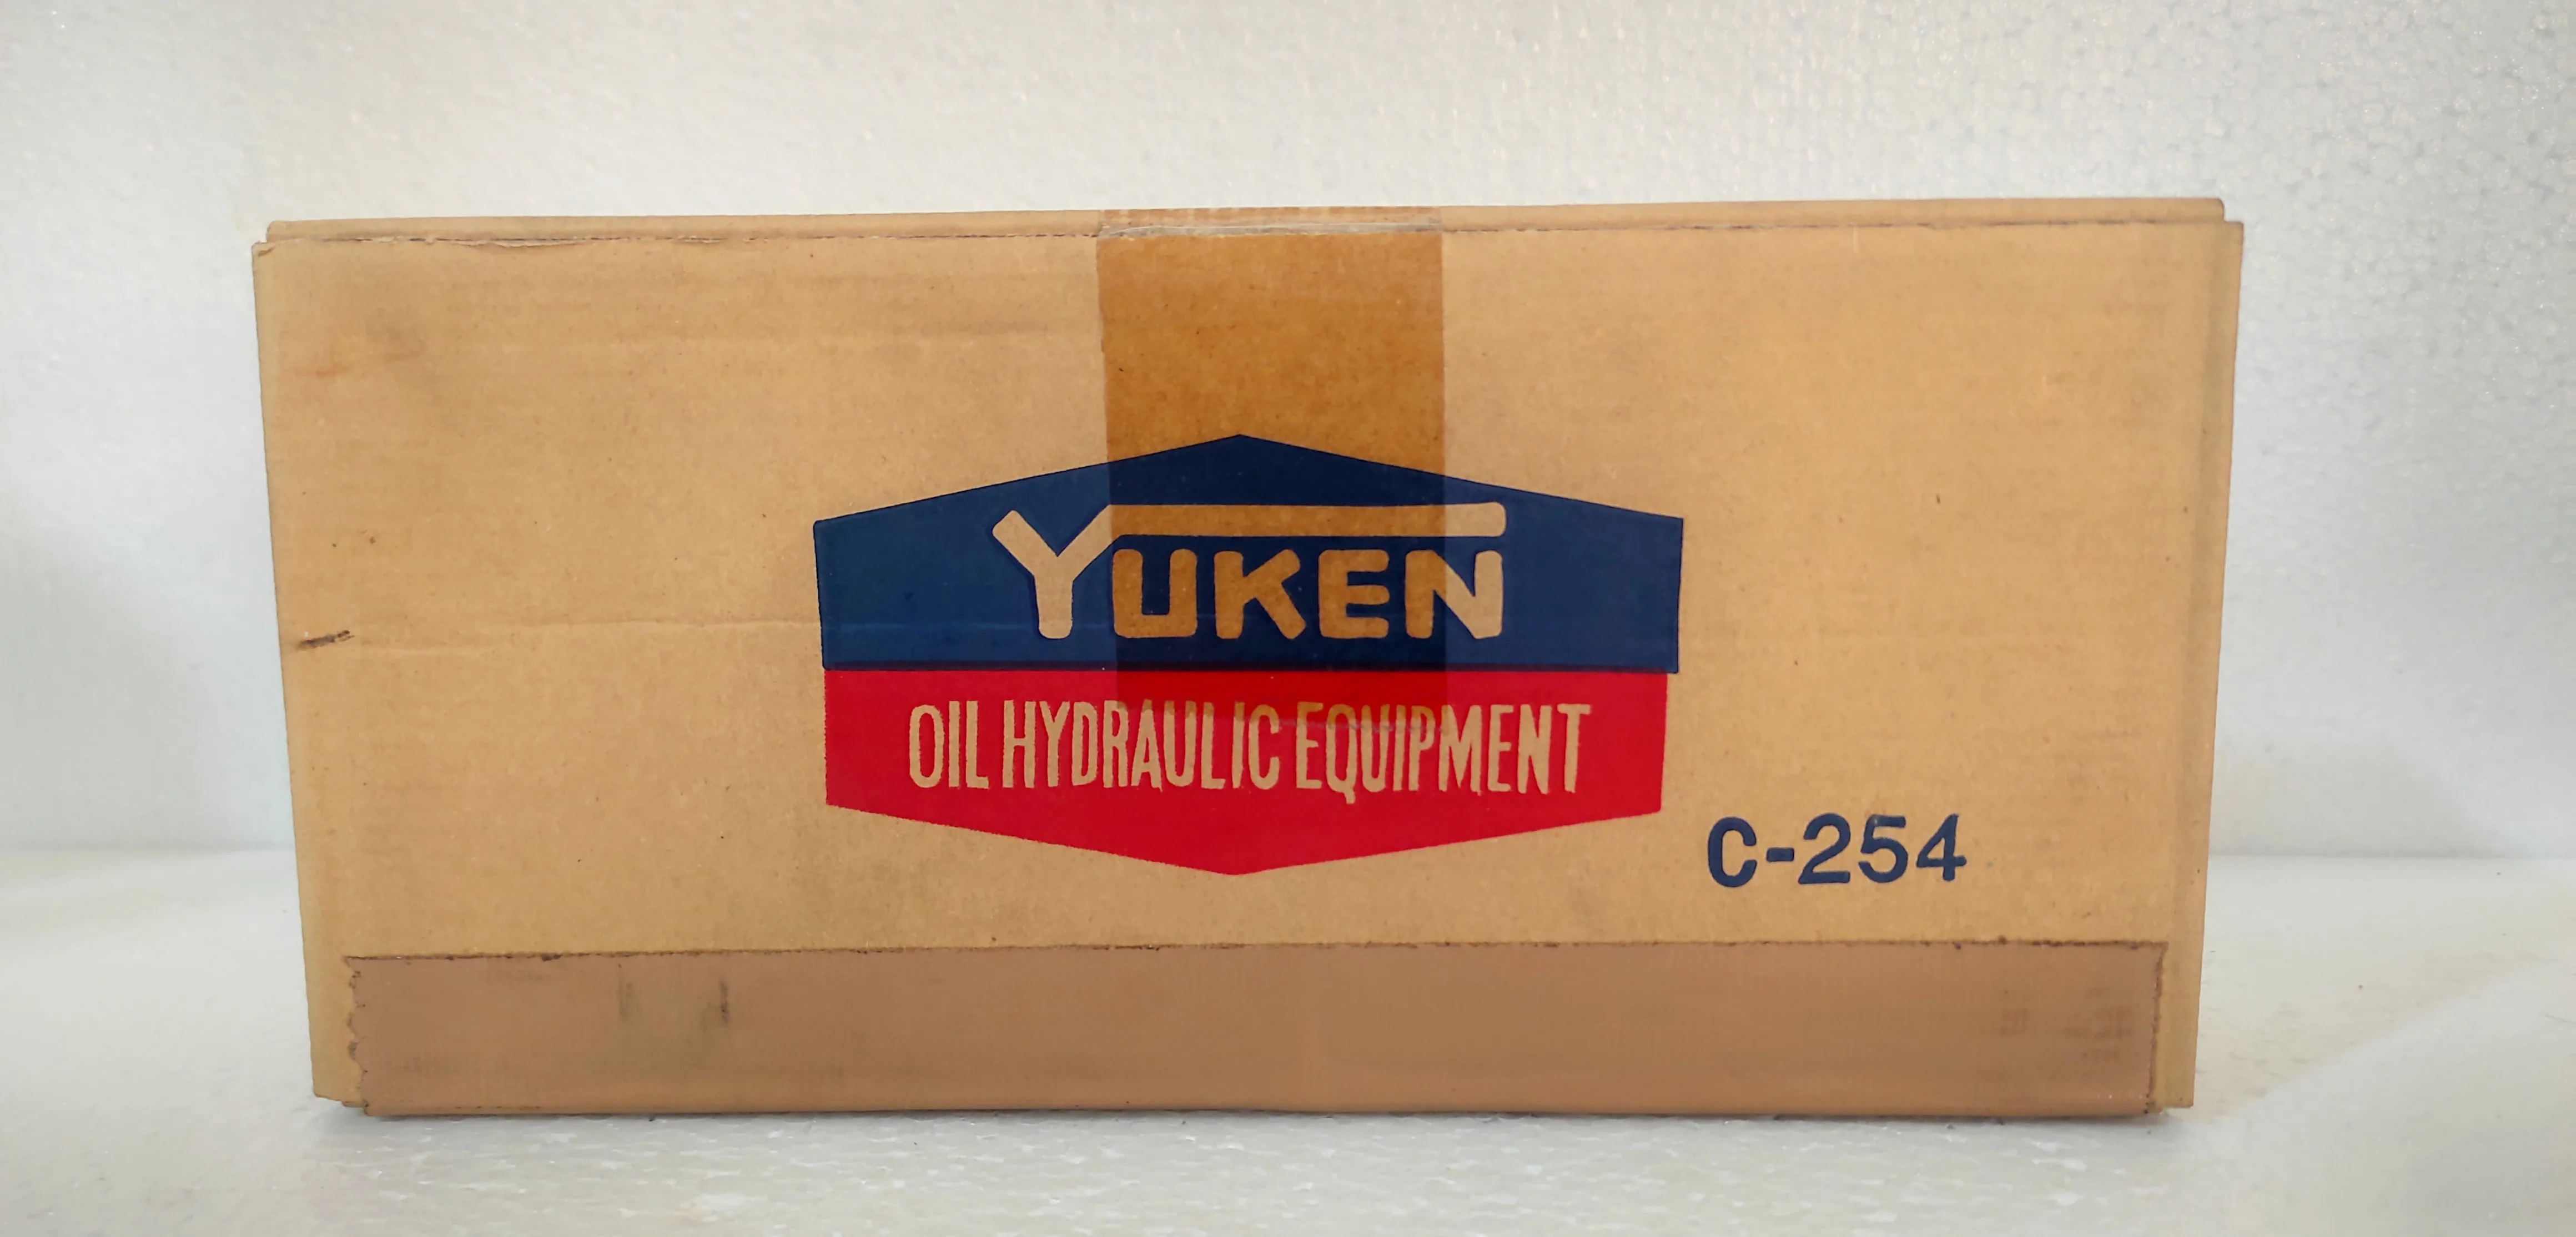 YUKEN
OIL HYDRAULIC EQUIPMENT
C-254